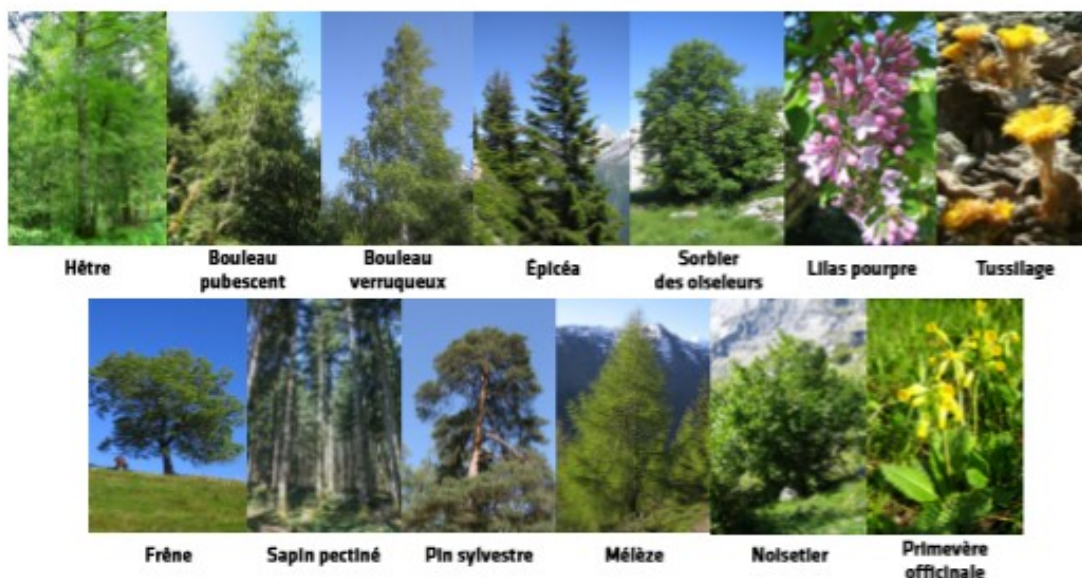 Hêtre
Bouleau
pubescent
Bouleau
verruqueux
Épicéa
Sorbier
des oiseleurs
Lilas pourpre
Tussilage
Frêne
Sapin pectiné
Pin sylvestre
Mélèze
Noisetier
Primevère
officinale